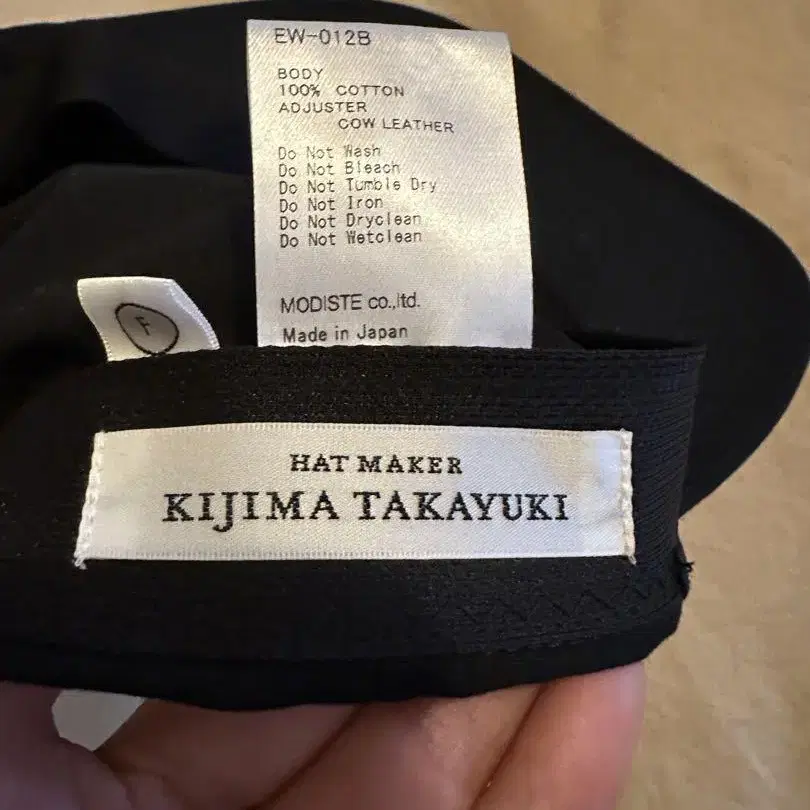 EW-012B
BODY
100% COTTON
ADJUSTER
COW LEATHER
Do Not Wash
Do Not Bleach
Do Not Tumble Dry
Do Not Iron
Do Not Dryclean
Do Not Wetclean
MODISTE co.,ltd.
Made in Japan
F
HAT MAKER
KIJIMA TAKAYUKI